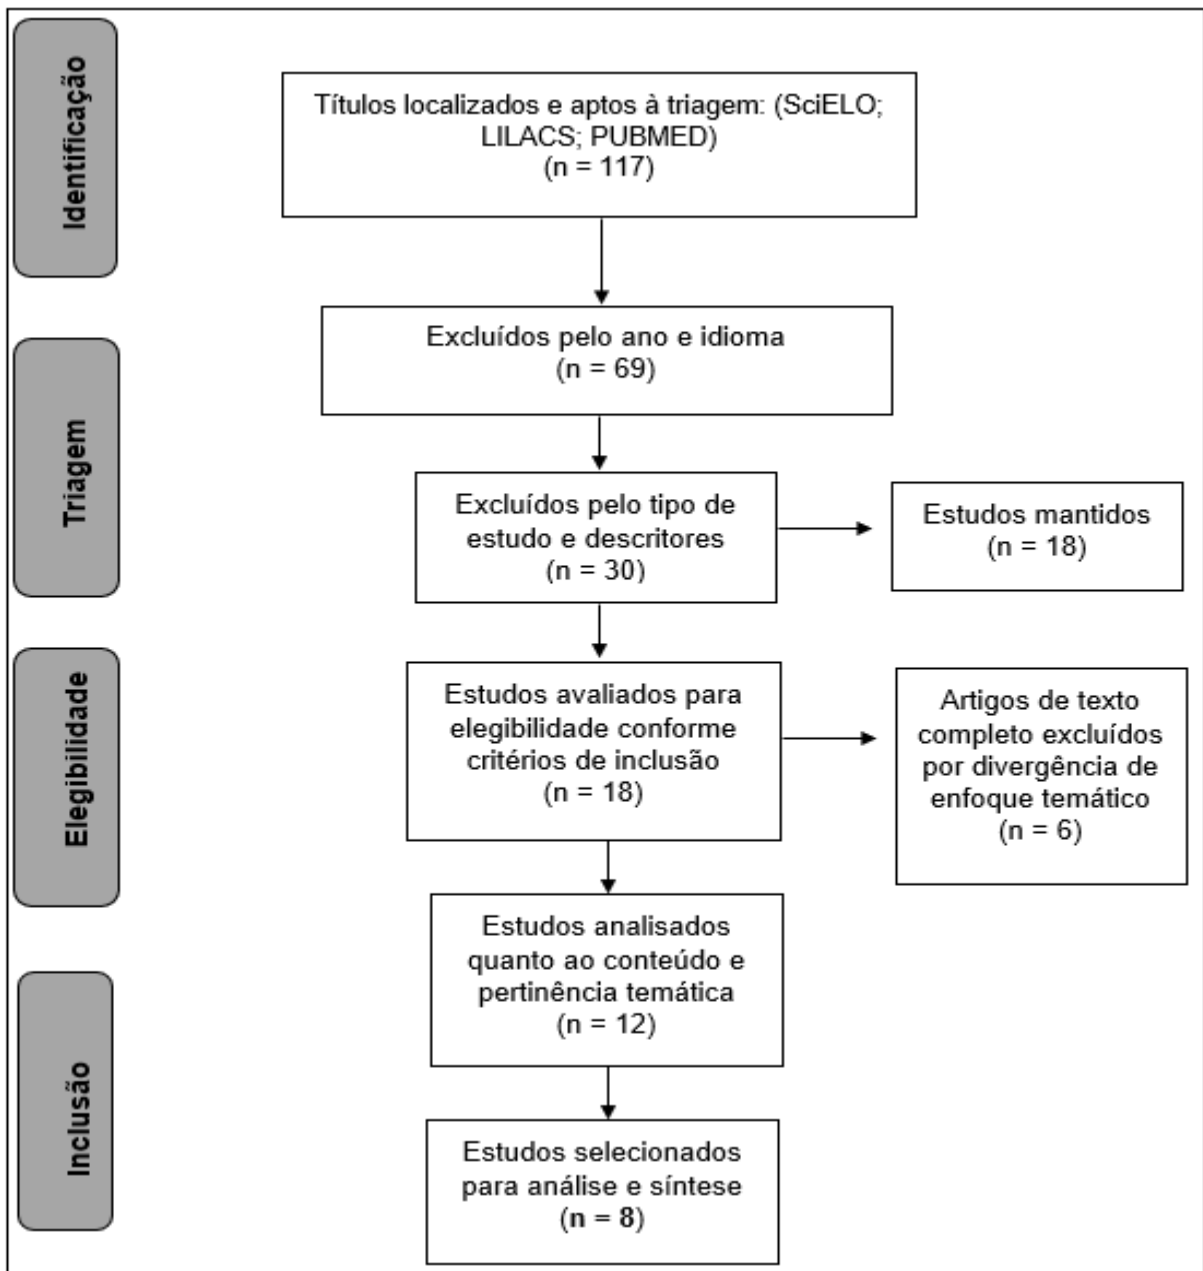 Identificação
Títulos localizados e aptos à triagem: (SciELO;
LILACS; PUBMED)
(n = 117)
Triagem
Excluídos pelo ano e idioma
(n = 69)
Excluídos pelo tipo de
estudo e descritores
(n = 30)
Estudos mantidos
(n = 18)
Elegibilidade
Estudos avaliados para
elegibilidade conforme
critérios de inclusão
(n = 18)
Artigos de texto
completo excluídos
por divergência de
enfoque temático
(n = 6)
Estudos analisados
quanto ao conteúdo e
pertinência temática
(n = 12)
Inclusão
Estudos selecionados
para análise e síntese
(n = 8)